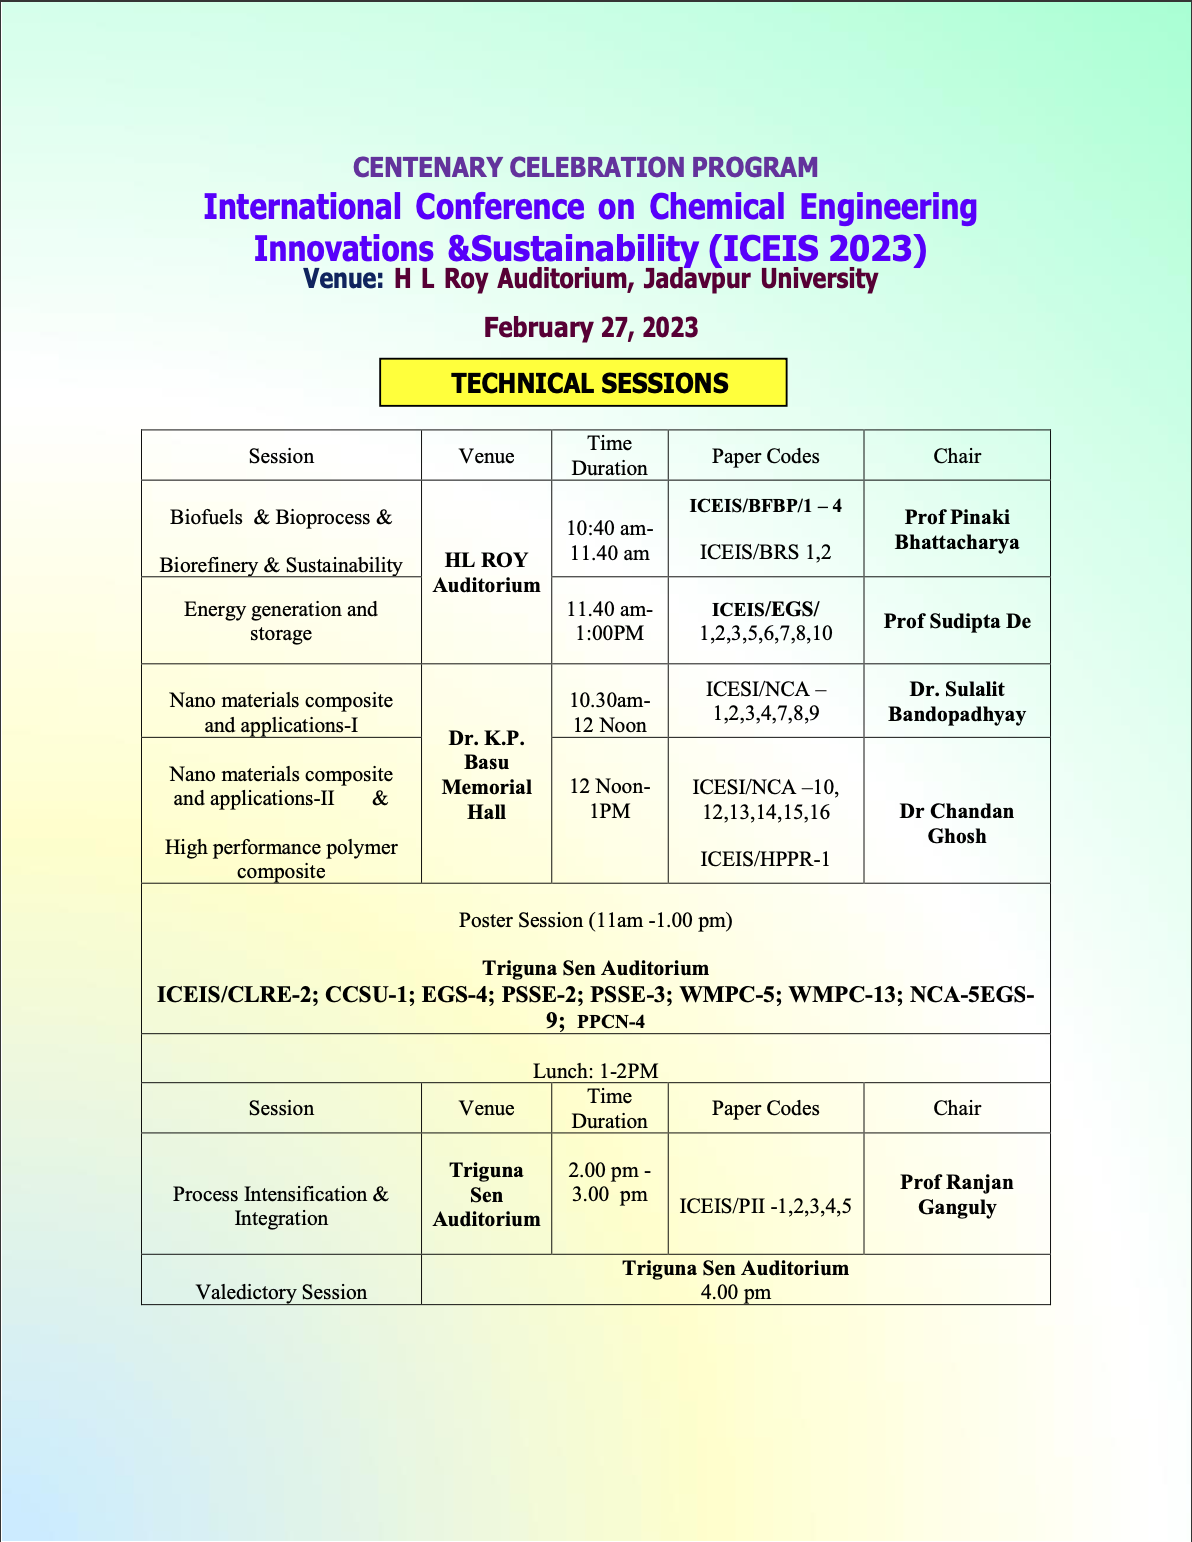 CENTENARY CELEBRATION PROGRAM
International Conference on Chemical Engineering
Innovations &Sustainability (ICEIS 2023)
Venue: H L Roy Auditorium, Jadavpur University
February 27, 2023
TECHNICAL SESSIONS
Session
Venue
Time
Duration
Paper Codes
Chair
Biofuels & Bioprocess &
Biorefinery & Sustainability
HL ROY
Auditorium
10:40 am-
11.40 am
ICEIS/BFBP/1 – 4
ICEIS/BRS 1,2
Prof Pinaki
Bhattacharya
Energy generation and
storage
11.40 am-
1:00PM
ICEIS/EGS/
1,2,3,5,6,7,8,10
Prof Sudipta De
Nano materials composite
and applications-I
Dr. K.P.
Basu
Memorial
Hall
10.30am-
12 Noon
ICESI/NCA –
1,2,3,4,7,8,9
Dr. Sulalit
Bandopadhyay
Nano materials composite
and applications-II &
High performance polymer
composite
12 Noon-
1PM
ICESI/NCA –10,
12,13,14,15,16
ICEIS/HPPR-1
Dr Chandan
Ghosh
Poster Session (11am -1.00 pm)
Triguna Sen Auditorium
ICEIS/CLRE-2; CCSU-1; EGS-4; PSSE-2; PSSE-3; WMPC-5; WMPC-13; NCA-5EGS-
9; PPCN-4
Lunch: 1-2PM
Session
Venue
Time
Duration
Paper Codes
Chair
Process Intensification &
Integration
Triguna
Sen
Auditorium
2.00 pm -
3.00 pm
ICEIS/PII -1,2,3,4,5
Prof Ranjan
Ganguly
Valedictory Session
Triguna Sen Auditorium
4.00 pm